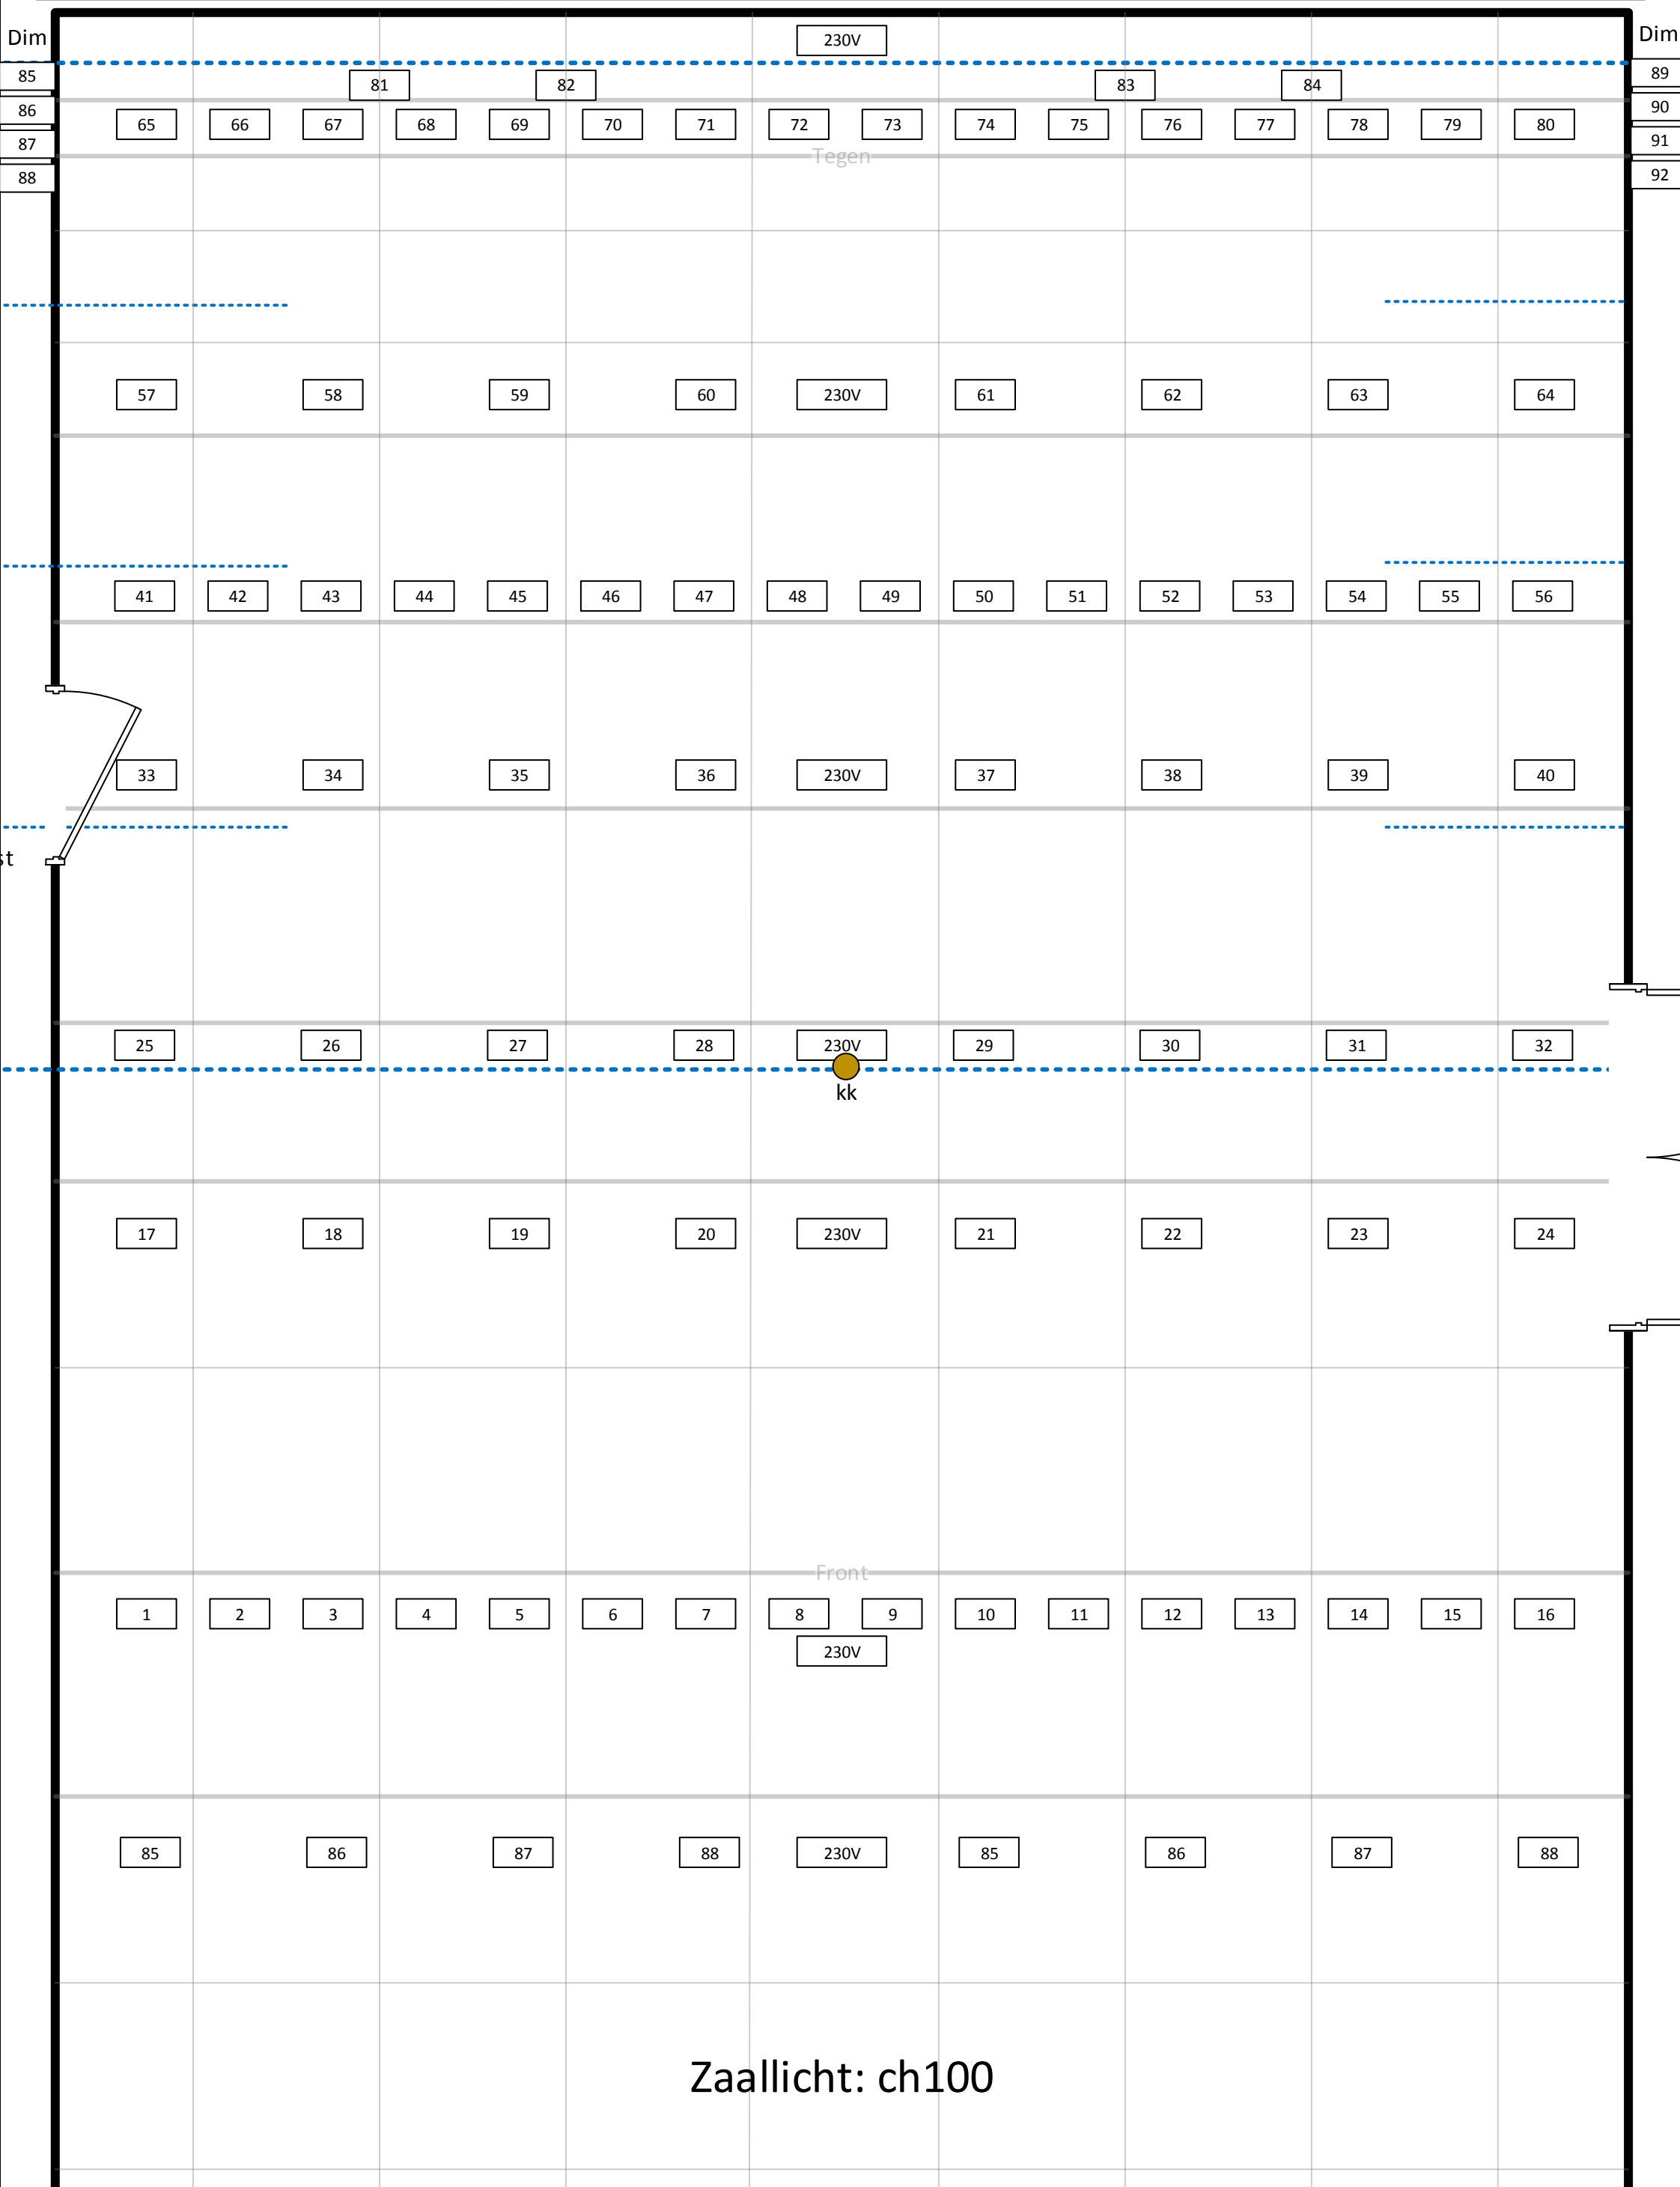 Dim
230V
Dim
85
81
82
83
84
89
86
65 66 67 68 69 70 71 72 73 74 75 76 77 78 79 80
90
87
Tegen
91
88
92
57 58 59 60 230V 61 62 63 64
41 42 43 44 45 46 47 48 49 50 51 52 53 54 55 56
33 34 35 36 230V 37 38 39 40
st
25 26 27 28 230V 29 30 31 32
kk
17 18 19 20 230V 21 22 23 24
Front
1 2 3 4 5 6 7 8 9 10 11 12 13 14 15 16
230V
85 86 87 88 230V 85 86 87 88
Zaallicht: ch100